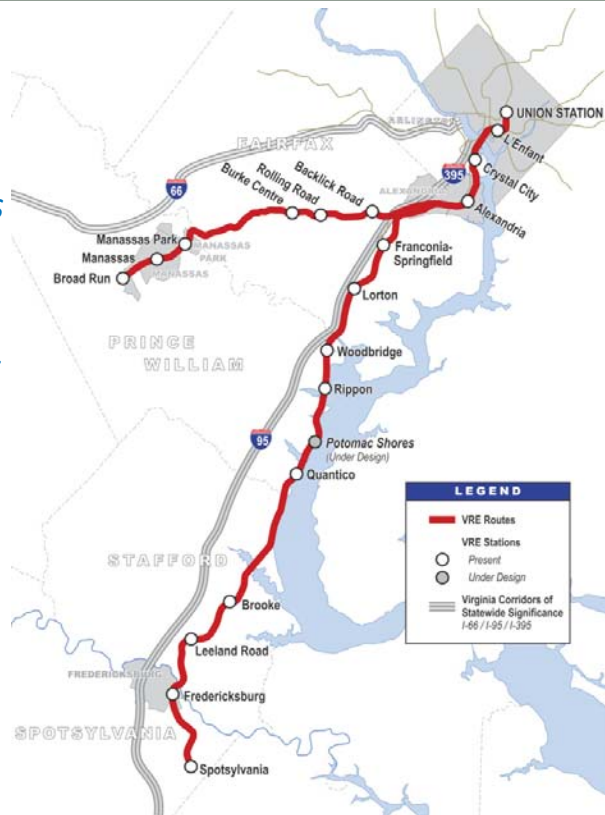 UNION STATION
ARLINGTON
L'Enfant
FAIRFAX
Crystal City
395
Backlick Road
Rolling Road
Burke Centre
66
ALEXANDRIA
Alexandria
Manassas Park
MANASSAS
PARK
Franconia-
Springfield
Manassas
MANASSAS
Broad Run
Lorton
PRINCE
WILLIAM
Woodbridge
Rippon
95
Potomac Shores
(Under Design)
Quantico
LEGEND
VRE Routes
VRE Stations
Present
Under Design
Virginia Corridors of
Statewide Significance
I-66 / I-95 / I-395
STAFFORD
Brooke
Leeland Road
FREDERICKSBURG
Fredericksburg
SPOTSYLVANIA
Spotsylvania